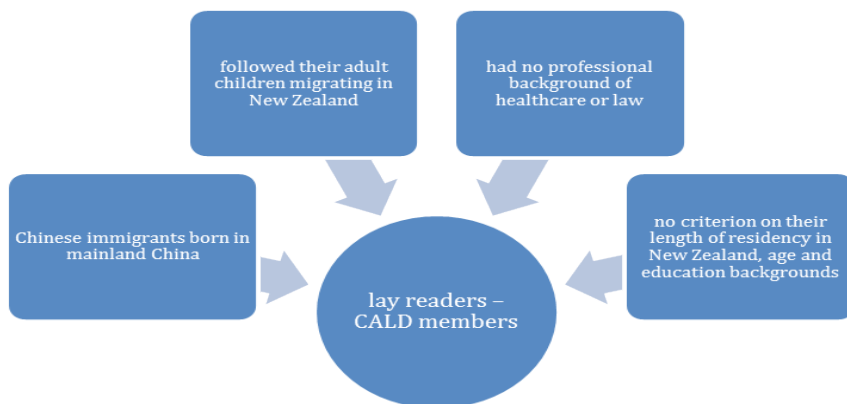 followed their adult
children migrating in
New Zealand
had no professional
background of
healthcare or law
Chinese immigrants born in
mainland China
no criterion on their
length of residency in
New Zealand, age and
education backgrounds
lay readers –
CALD members